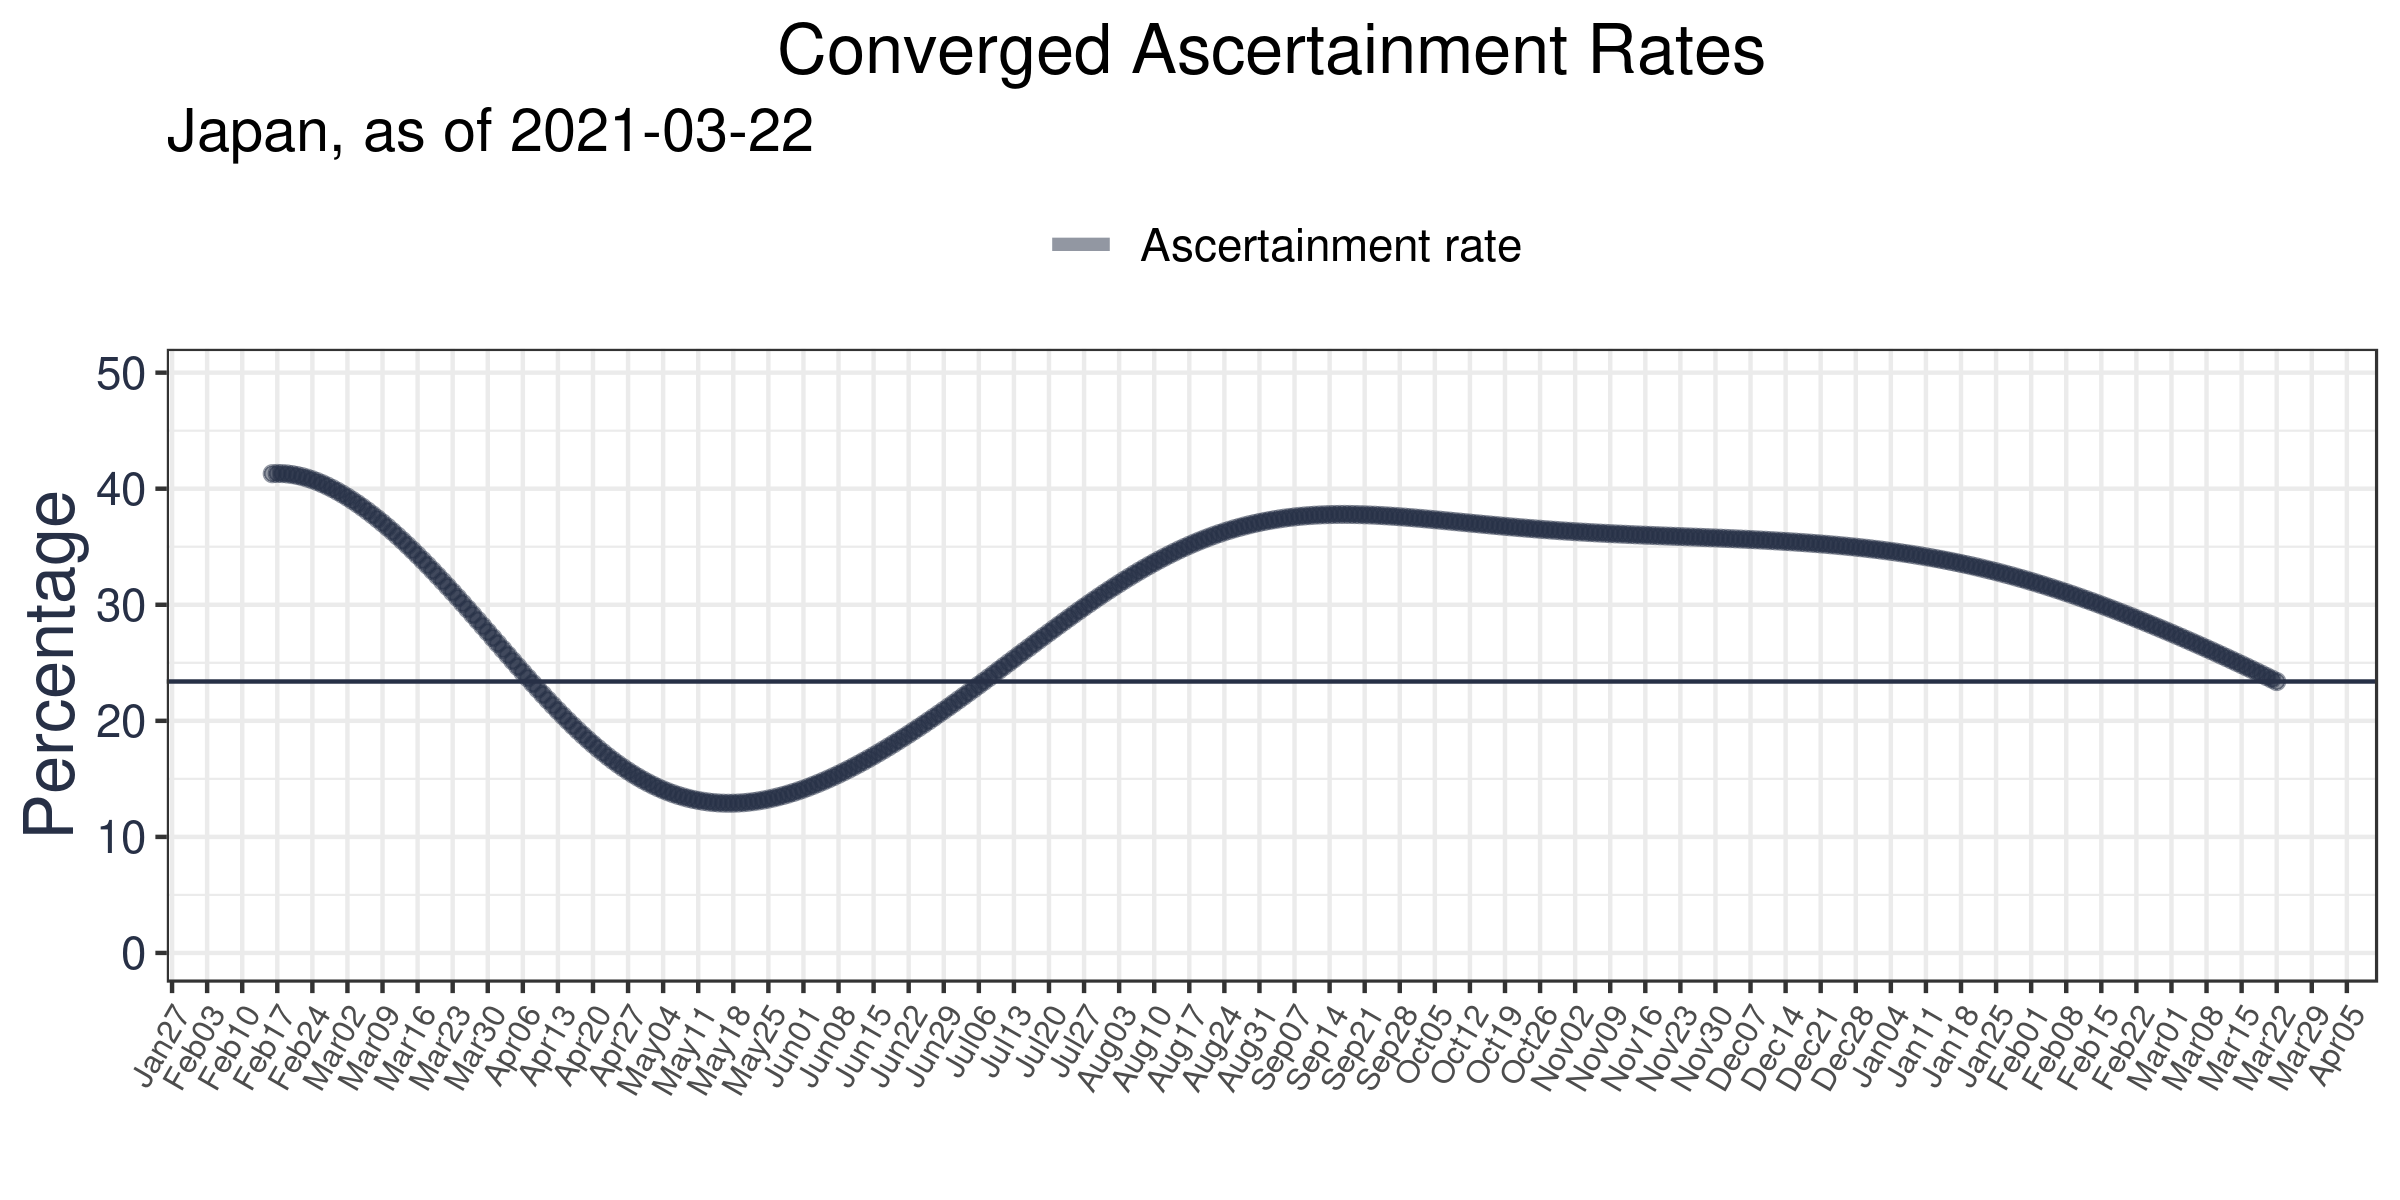 Converged Ascertainment Rates
Japan, as of 2021-03-22
Ascertainment rate
Percentage
50
40
30
20
10
0
Jan27
Feb03
Feb10
Feb17
Feb24
Mar02
Mar09
Mar16
Mar23
Mar30
Apr06
Apr13
Apr20
Apr27
May04
May11
May18
May25
Jun01
Jun08
Jun15
Jun22
Jun29
Jul06
Jul13
Jul20
Jul27
Aug03
Aug10
Aug17
Aug24
Aug31
Sep07
Sep14
Sep21
Sep28
Oct05
Oct12
Oct19
Oct26
Nov02
Nov09
Nov16
Nov23
Nov30
Dec07
Dec14
Dec21
Dec28
Jan04
Jan11
Jan18
Jan25
Feb01
Feb08
Feb15
Feb22
Mar01
Mar08
Mar15
Mar22
Mar29
Apr05